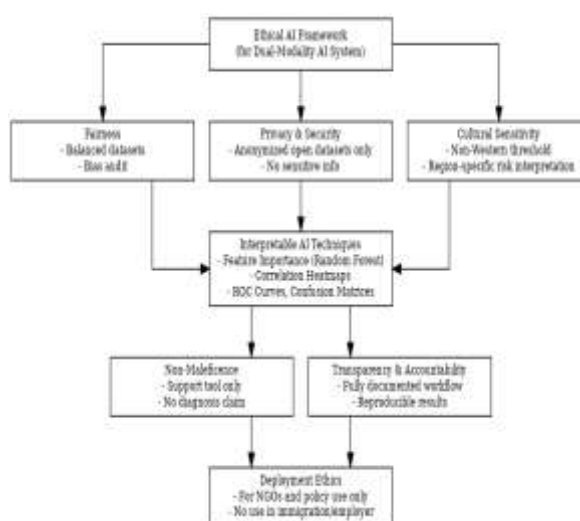 Ethical AI Framework
(for Dual-Modality AI System)
Fairness
- Balanced datasets
- Bias audit
Privacy & Security
- Anonymized open datasets only
- No sensitive info
Cultural Sensitivity
- Non-Western threshold
- Region-specific risk interpretation
Interpretable AI Techniques
- Feature Importance (Random Forest)
- Correlation Heatmaps
- ROC Curves, Confusion Matrices
Non-Maleficence
- Support tool only
- No diagnosis claim
Transparency & Accountability
- Fully documented workflow
- Reproducible results
Deployment Ethics
- For NGOs and policy use only
- No use in immigration/employer